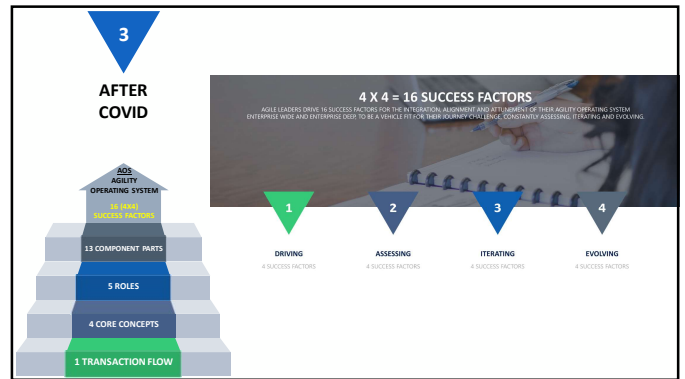 3
AFTER
COVID
AOS
AGILITY
OPERATING SYSTEM
16 (4X4)
SUCCESS FACTORS
13 COMPONENT PARTS
5 ROLES
4 CORE CONCEPTS
1 TRANSACTION FLOW
4 X 4 = 16 SUCCESS FACTORS
AGILE LEADERS DRIVE 16 SUCCESS FACTORS FOR THE INTEGRATION, ALIGNMENT AND ATTUNEMENT OF THEIR AGILITY OPERATING SYSTEM
ENTERPRISE WIDE AND ENTERPRISE DEEP, TO BE A VEHICLE FIT FOR THEIR JOURNEY CHALLENGE, CONSTANTLY ASSESSING, ITERATING AND EVOLVING.
1
2
3
4
DRIVING
ASSESSING
ITERATING
EVOLVING
4 SUCCESS FACTORS
4 SUCCESS FACTORS
4 SUCCESS FACTORS
4 SUCCESS FACTORS